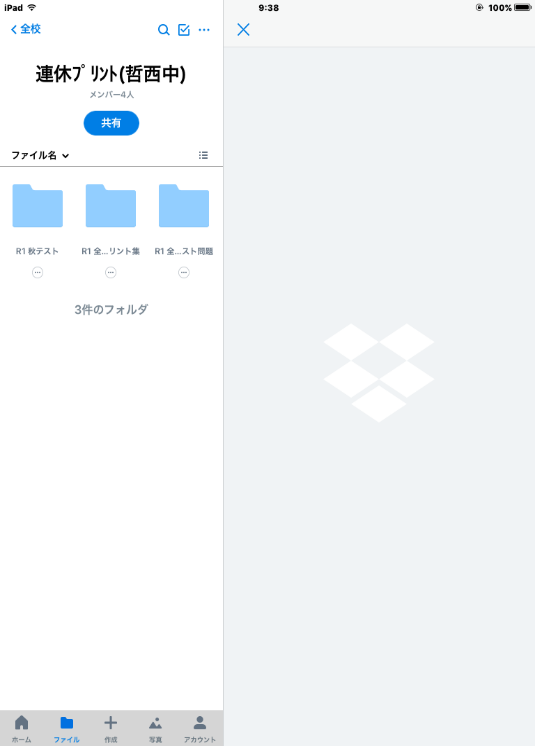 iPad
9:38
100%
全校
連休ﾌﾟﾘﾝﾄ(哲西中)
メンバー4人
共有
ファイル名
R1 秋テスト
R1 全...リント集
R1 全...スト問題
3件のフォルダ
ホーム
ファイル
作成
写真
アカウント